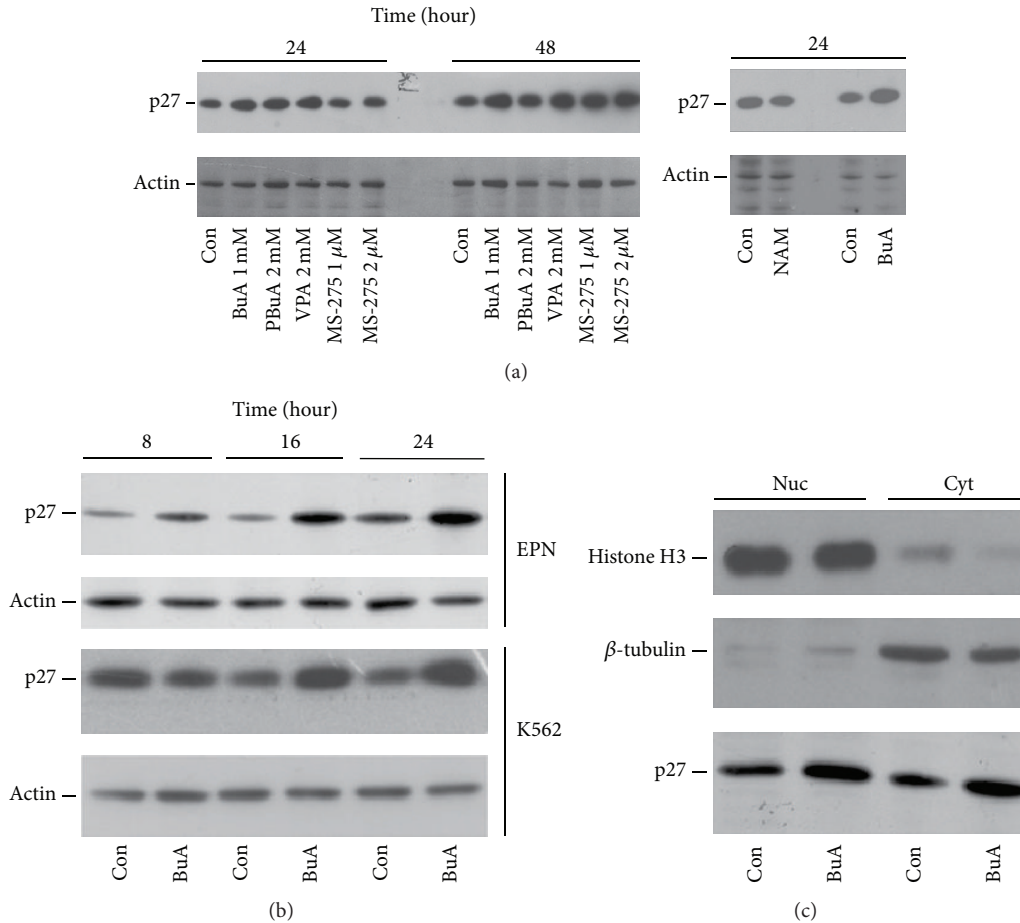 Time (hour)
24 48 24
p27 p27
Actin Actin
Con BuA 1 mM PBuA 2 mM VPA 2 mM MS-275 1 μM MS-275 2 μM Con BuA 1 mM PBuA 2 mM VPA 2 mM MS-275 1 μM MS-275 2 μM Con NAM Con BuA
(a)
Time (hour)
8 16 24
p27
EPN
Actin
p27
K562
Actin
Con BuA Con BuA Con BuA
(b)
Nuc Cyt
Histone H3
β-tubulin
p27
Con BuA Con BuA
(c)